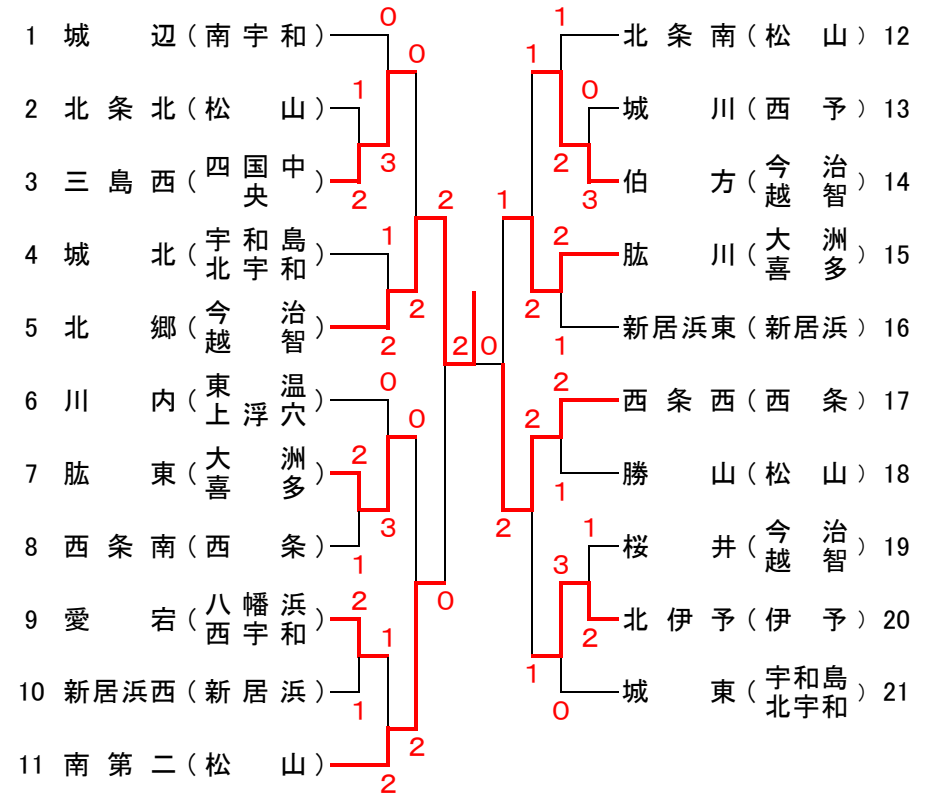 1 城辺(南宇和)
2 北条北(松山)
3 三島西(四国中央)
4 城北(宇和島北宇和)
5 北郷(今治越智)
6 川内(東温上浮穴)
7 肱東(大洲喜多)
8 西条南(西条)
9 愛宕(八幡浜西宇和)
10 新居浜西(新居浜)
11 南第二(松山)
0
0
1
3
2
2
1
2
2
0
0
2
3
1
2
1
1
2
2
0
2 0
1
1
0
2
3
1
2
2
1
2
2
1
2
1
3
2
1
0
北条南(松山)12
城川(西予)13
伯方(今治越智)14
肱川(大洲喜多)15
新居浜東(新居浜)16
西条西(西条)17
勝山(松山)18
桜井(今治越智)19
北伊予(伊予)20
城東(宇和島北宇和)21